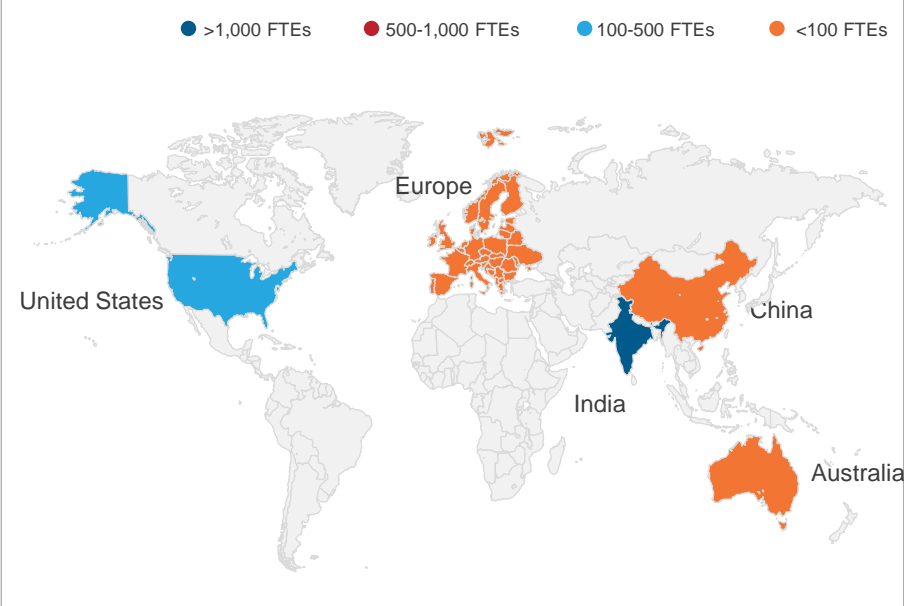 >1,000 FTEs
500-1,000 FTEs
100-500 FTEs
<100 FTEs
Europe
United States
China
India
Australia